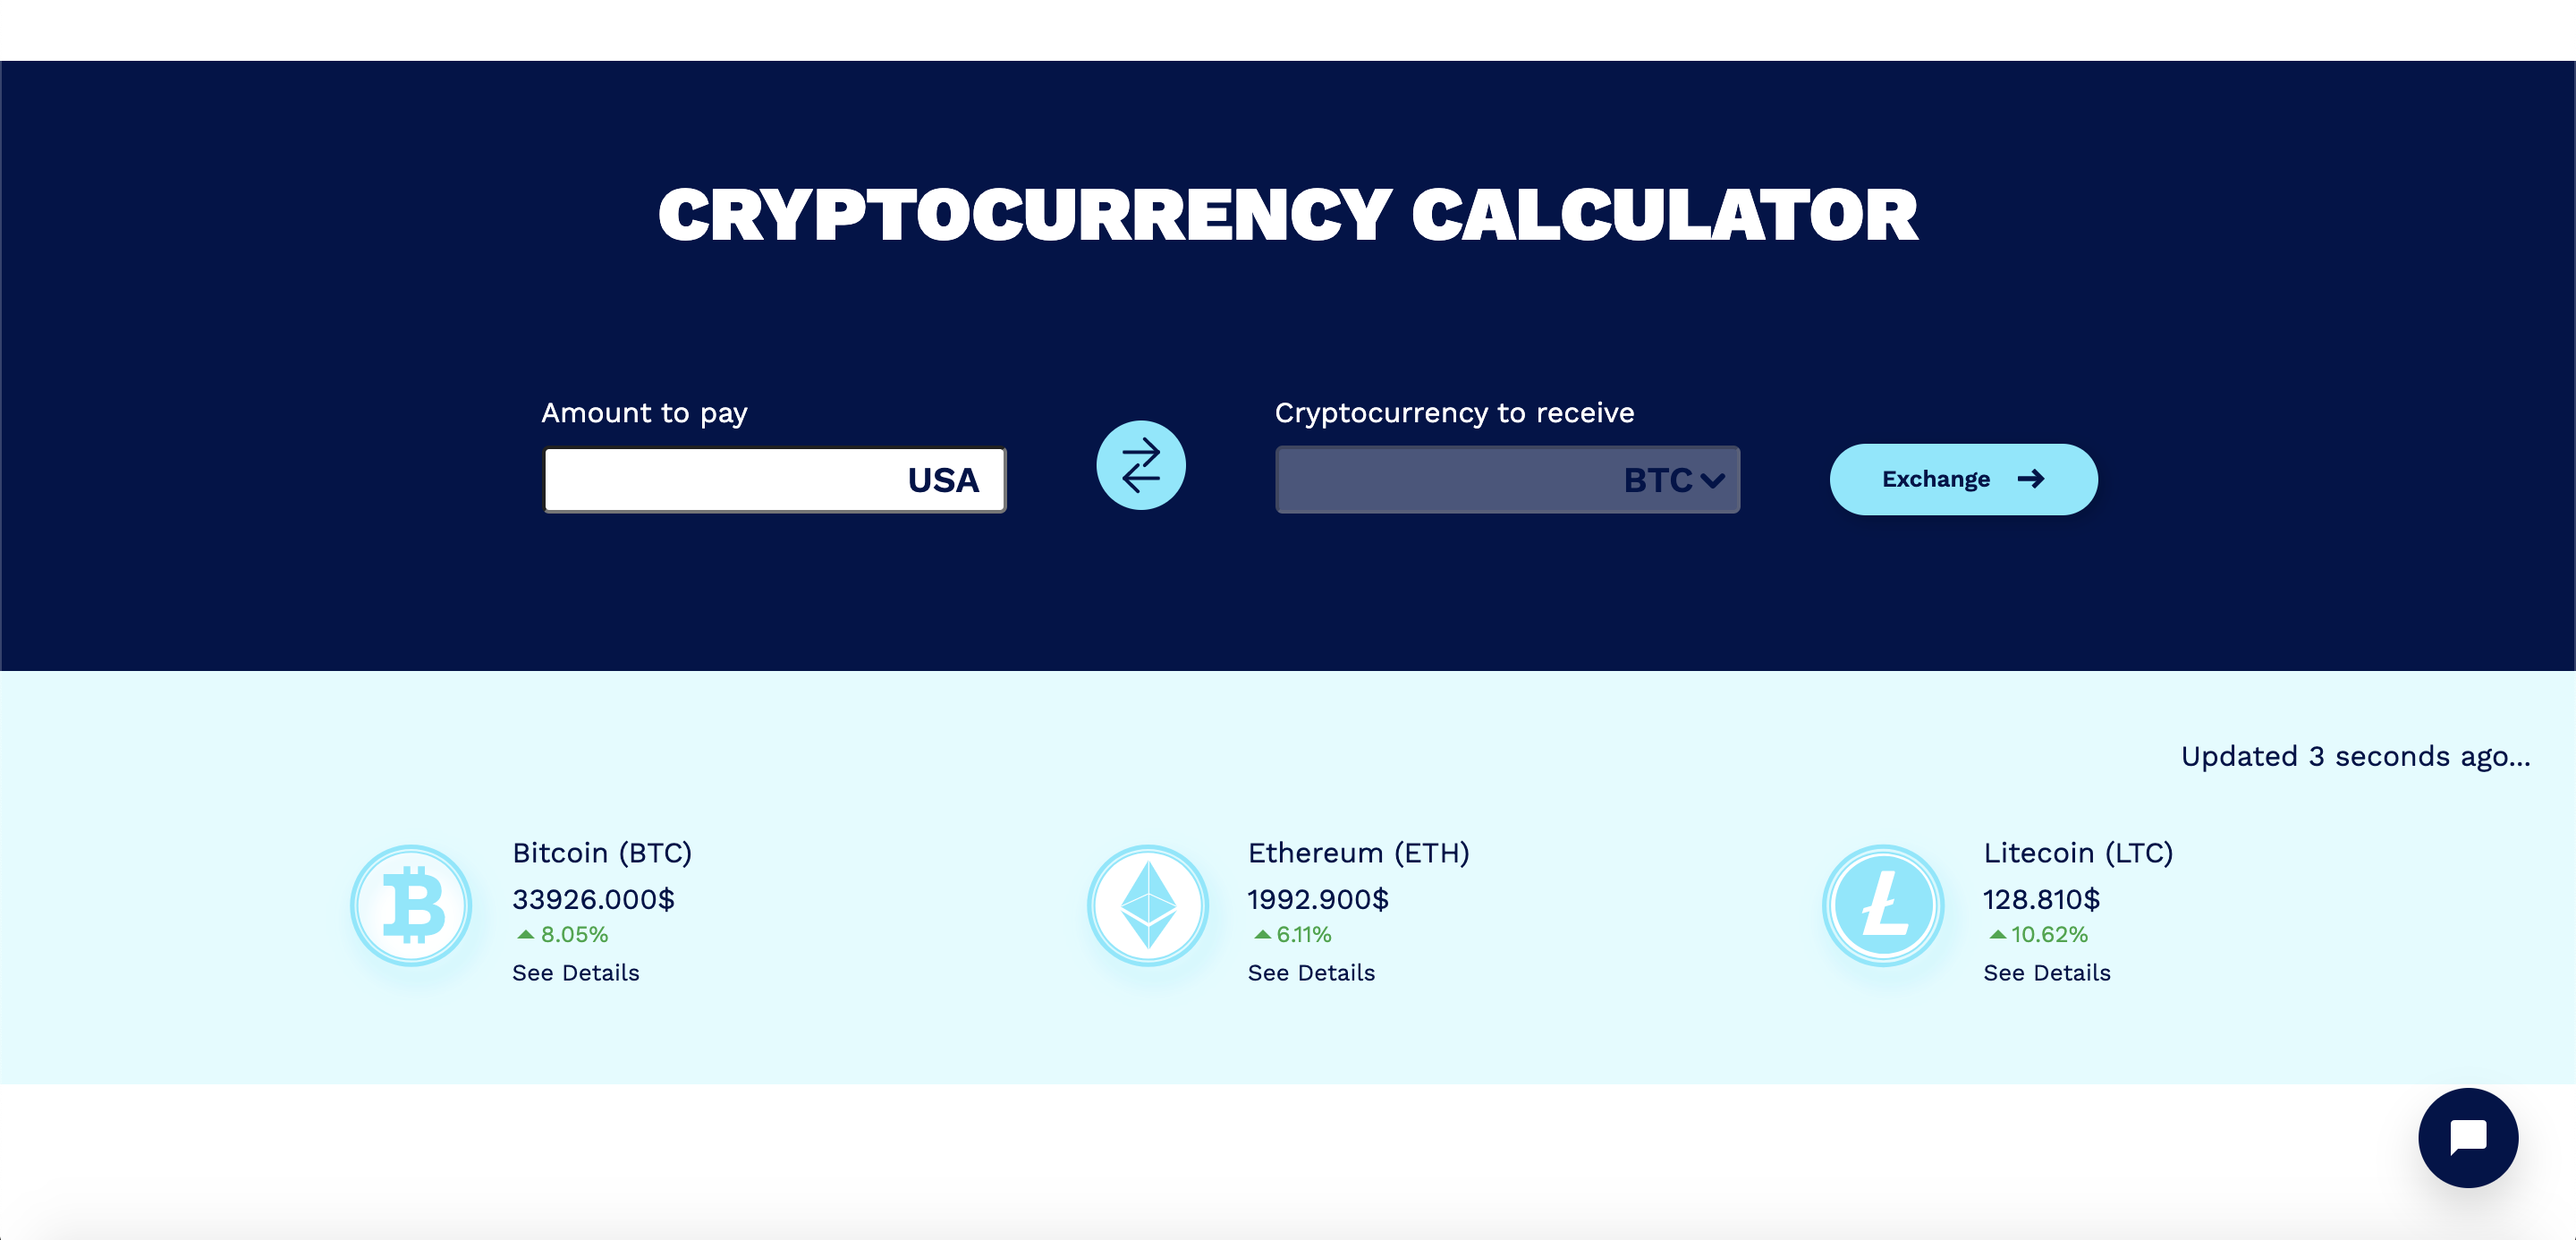 CRYPTOCURRENCY CALCULATOR
Amount to pay
USA
Cryptocurrency to receive
BTC
Exchange
Updated 3 seconds ago...
Bitcoin (BTC)
33926.000$
8.05%
See Details
Ethereum (ETH)
1992.900$
6.11%
See Details
Litecoin (LTC)
128.810$
10.62%
See Details